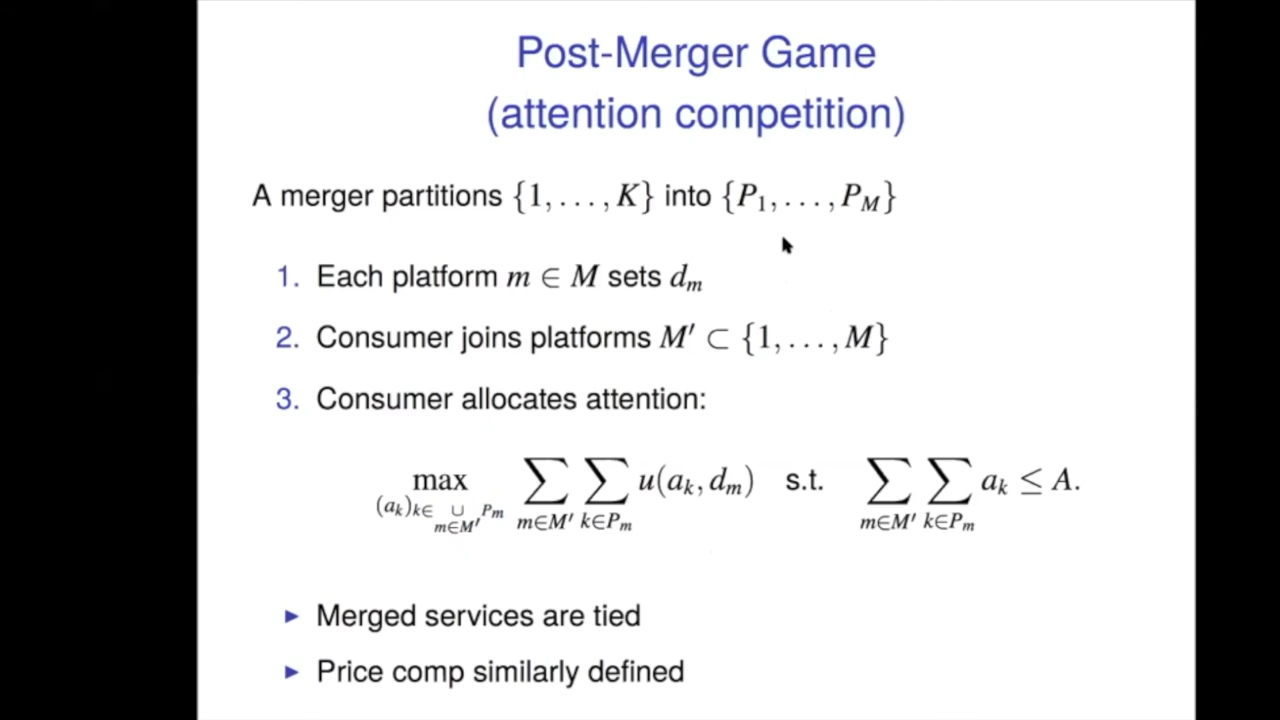 Post-Merger Game
(attention competition)
A merger partitions {1, . . . , K} into {P₁, . . . , P_M}
1. Each platform m ∈ M sets d_m
2. Consumer joins platforms M′ ⊂ {1, . . . , M}
3. Consumer allocates attention:
max_{(a_k)_{k∈ ∪_{m∈M′} P_m}} ∑_{m∈M′} ∑_{k∈P_m} u(a_k, d_m) s.t. ∑_{m∈M′} ∑_{k∈P_m} a_k ≤ A.
▶ Merged services are tied
▶ Price comp similarly defined